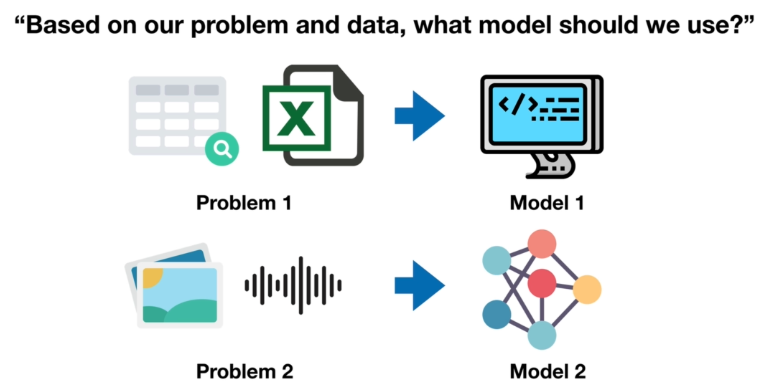 “Based on our problem and data, what model should we use?”
X
</>
Problem 1
Model 1
Problem 2
Model 2